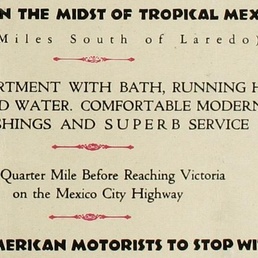 N THE MIDST OF TROPICAL MEX
Miles South of Laredo)
RTMENT WITH BATH, RUNNING H
D WATER. COMFORTABLE MODERN
SHINGS AND SUPERB SERVICE
Quarter Mile Before Reaching Victoria
on the Mexico City Highway
MERICAN MOTORISTS TO STOP WI